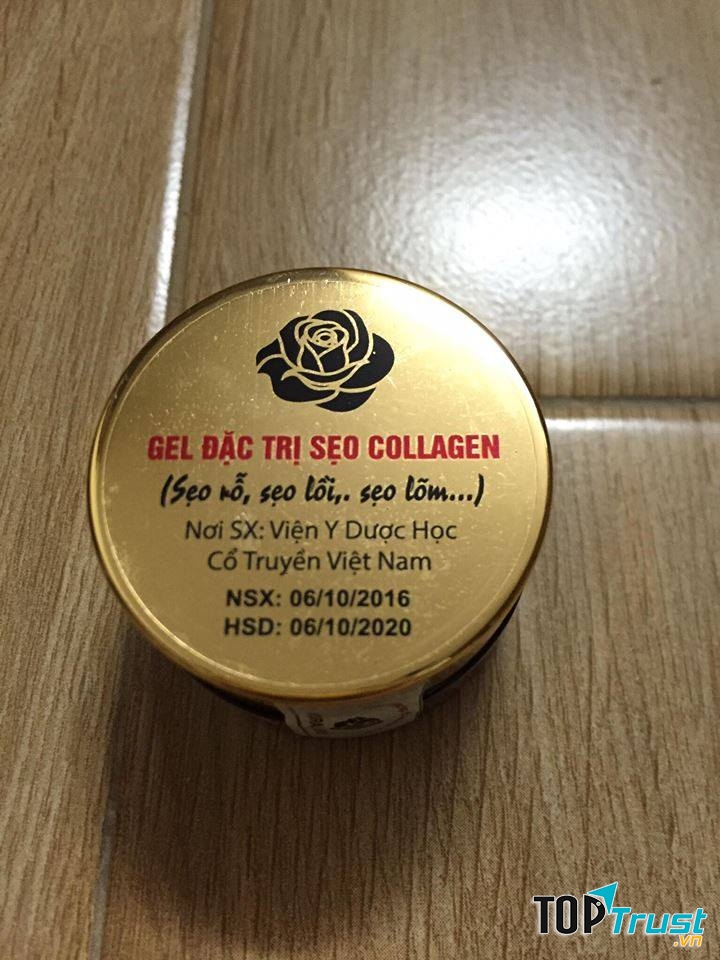 GEL ĐẶC TRỊ SẸO COLLAGEN
(Sẹo rỗ, sẹo lồi,. sẹo lõm...)
Nơi SX: Viện Y Dược Học
Cổ Truyền Việt Nam
NSX: 06/10/2016
HSD: 06/10/2020
TOPTrust
.vn